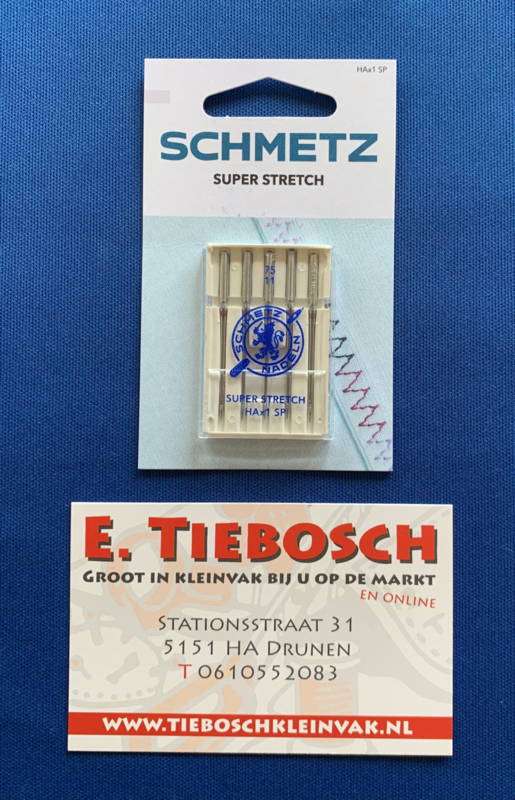 HAx1 SP
SCHMETZ
SUPER STRETCH
75
11
SCHMETZ
NADELN
SUPER STRETCH
HAx1 SP
E. TIEBOSCH
GROOT IN KLEINVAK BIJ U OP DE MARKT
EN ONLINE
STATIONSSTRAAT 31
5151 HA DRUNEN
T 0610552083
WWW.TIEBOSCHKLEINVAK.NL